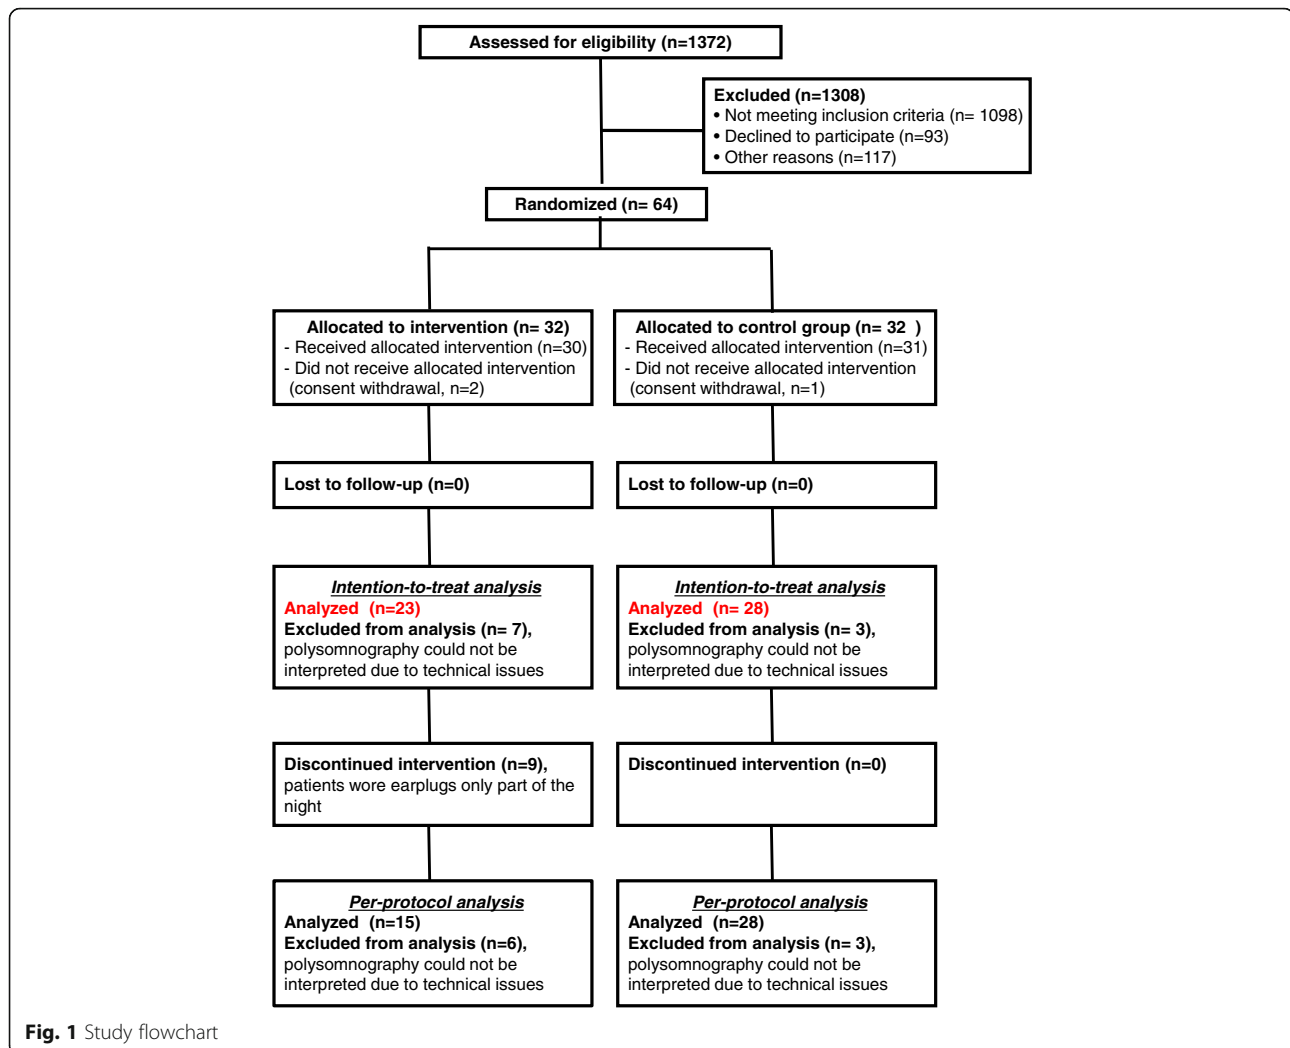 Assessed for eligibility (n=1372)
Excluded (n=1308)
• Not meeting inclusion criteria (n= 1098)
• Declined to participate (n=93)
• Other reasons (n=117)
Randomized (n= 64)
Allocated to intervention (n= 32)
- Received allocated intervention (n=30)
- Did not receive allocated intervention
(consent withdrawal, n=2)
Allocated to control group (n= 32 )
- Received allocated intervention (n=31)
- Did not receive allocated intervention
(consent withdrawal, n=1)
Lost to follow-up (n=0)
Lost to follow-up (n=0)
Intention-to-treat analysis
Analyzed (n=23)
Excluded from analysis (n= 7),
polysomnography could not be
interpreted due to technical issues
Intention-to-treat analysis
Analyzed (n= 28)
Excluded from analysis (n= 3),
polysomnography could not be
interpreted due to technical issues
Discontinued intervention (n=9),
patients wore earplugs only part of the
night
Discontinued intervention (n=0)
Per-protocol analysis
Analyzed (n=15)
Excluded from analysis (n=6),
polysomnography could not be
interpreted due to technical issues
Per-protocol analysis
Analyzed (n=28)
Excluded from analysis (n= 3),
polysomnography could not be
interpreted due to technical issues
Fig. 1 Study flowchart